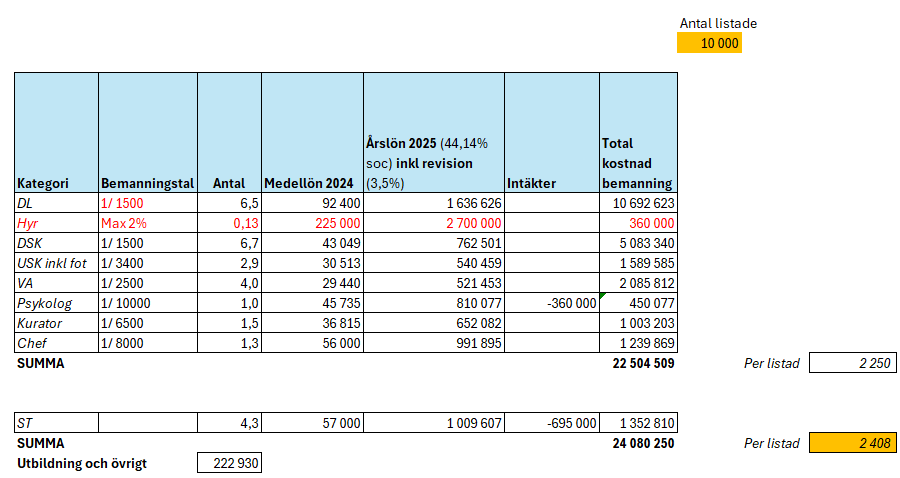 Antal listade
10 000
Årslön 2025 (44,14% Total
soc) inkl revision kostnad
Kategori Bemanningstal Antal Medellön 2024 (3,5%) Intäkter bemanning
DL 1/ 1500 6,5 92 400 1 636 626 10 692 623
Hyr Max 2% 0,13 225 000 2 700 000 360 000
DSK 1/ 1500 6,7 43 049 762 501 5 083 340
USK inkl fot 1/ 3400 2,9 30 513 540 459 1 589 585
VA 1/ 2500 4,0 29 440 521 453 2 085 812
Psykolog 1/ 10000 1,0 45 735 810 077 -360 000 450 077
Kurator 1/ 6500 1,5 36 815 652 082 1 003 203
Chef 1/ 8000 1,3 56 000 991 895 1 239 869
SUMMA 22 504 509 Per listad 2 250
ST 4,3 57 000 1 009 607 -695 000 1 352 810
SUMMA 24 080 250 Per listad 2 408
Utbildning och övrigt 222 930